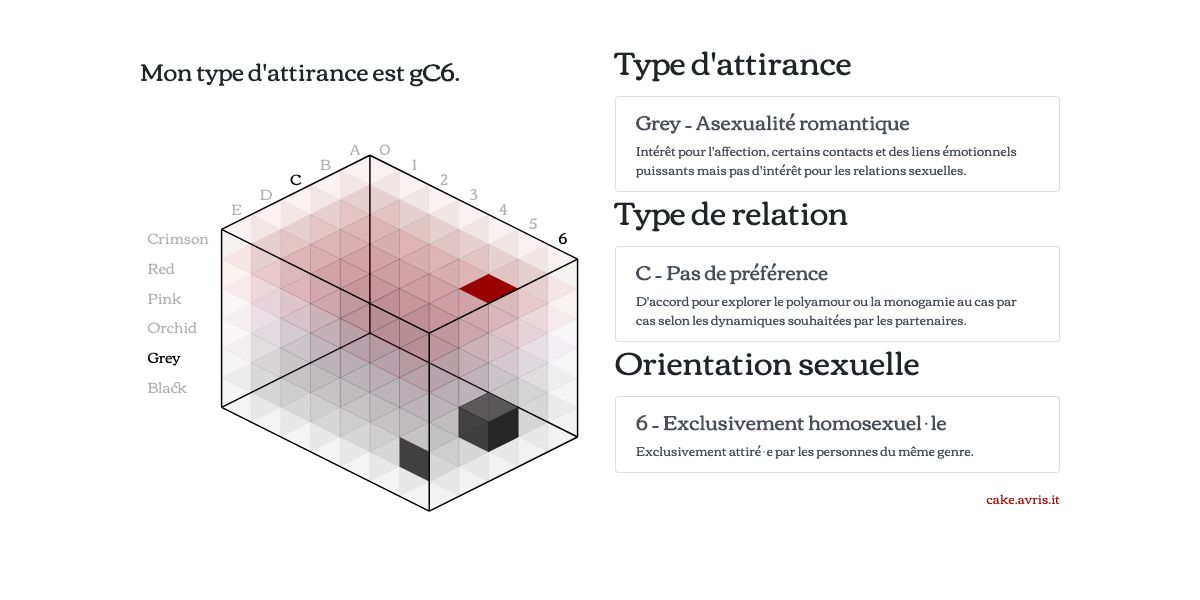 Mon type d'attirance est gC6.
A O
B 1
C 2
D 3
E 4
5
6
Crimson
Red
Pink
Orchid
Grey
Black
Type d'attirance
Grey - Asexualité romantique
Intérêt pour l'affection, certains contacts et des liens émotionnels
puissants mais pas d'intérêt pour les relations sexuelles.
Type de relation
C - Pas de préférence
D'accord pour explorer le polyamour ou la monogamie au cas par
cas selon les dynamiques souhaitées par les partenaires.
Orientation sexuelle
6 - Exclusivement homosexuel·le
Exclusivement attiré·e par les personnes du même genre.
cake.avris.it